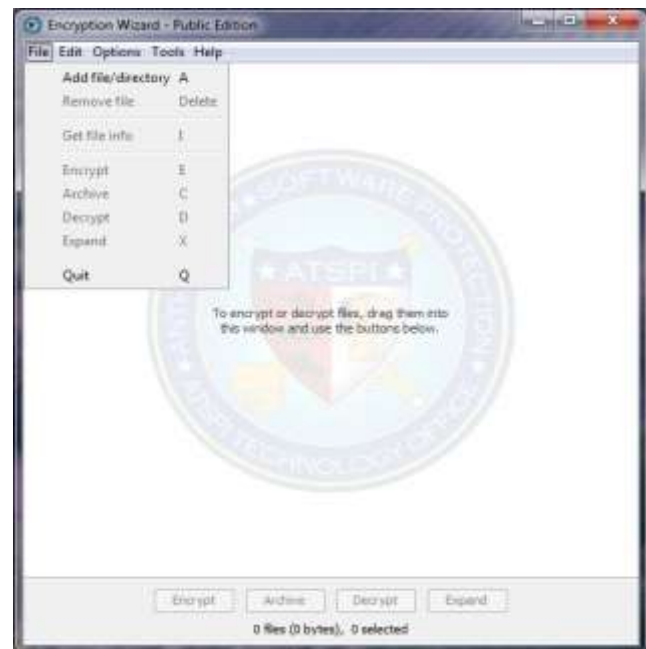 Encryption Wizard - Public Edition
File Edit Options Tools Help
Add file/directory A
Remove file Delete
Get file info I
Encrypt E
Archive C
Decrypt D
Expand X
Quit Q
SOFTWARE PROTECTION
★ ATSPI ★
To encrypt or decrypt files, drag them into
this window and use the buttons below.
ATSPI TECHNOLOGY OFFICE
Encrypt Archive Decrypt Expand
0 files (0 bytes), 0 selected